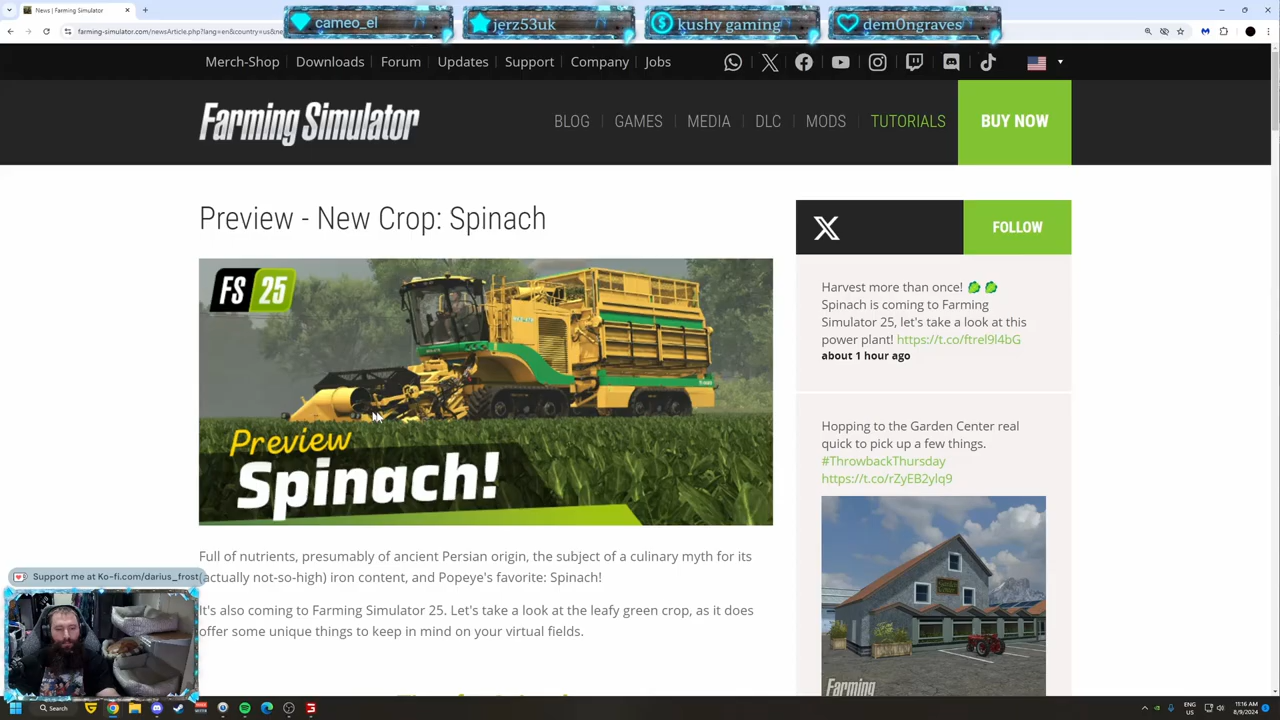 cameo_el
jerz53uk
kushy gaming
dem0ngraves
News | Farming Simulator
farming-simulator.com/newsArticle.php?lang=en&country=us&ne
Merch-Shop
Downloads
Forum
Updates
Support
Company
Jobs
Farming Simulator
BLOG
GAMES
MEDIA
DLC
MODS
TUTORIALS
BUY NOW
Preview - New Crop: Spinach
FS 25
Preview
Spinach!
Full of nutrients, presumably of ancient Persian origin, the subject of a culinary myth for its
(actually not-so-high) iron content, and Popeye's favorite: Spinach!
It's also coming to Farming Simulator 25. Let's take a look at the leafy green crop, as it does
offer some unique things to keep in mind on your virtual fields.
FOLLOW
Harvest more than once!
Spinach is coming to Farming
Simulator 25, let's take a look at this
power plant! https://t.co/ftrel9l4bG
about 1 hour ago
Hopping to the Garden Center real
quick to pick up a few things.
#ThrowbackThursday
https://t.co/rZyEB2ylq9
Farming
Support me at Ko-fi.com/darius_frost
Search
ENG
US
11:16 AM
8/9/2024